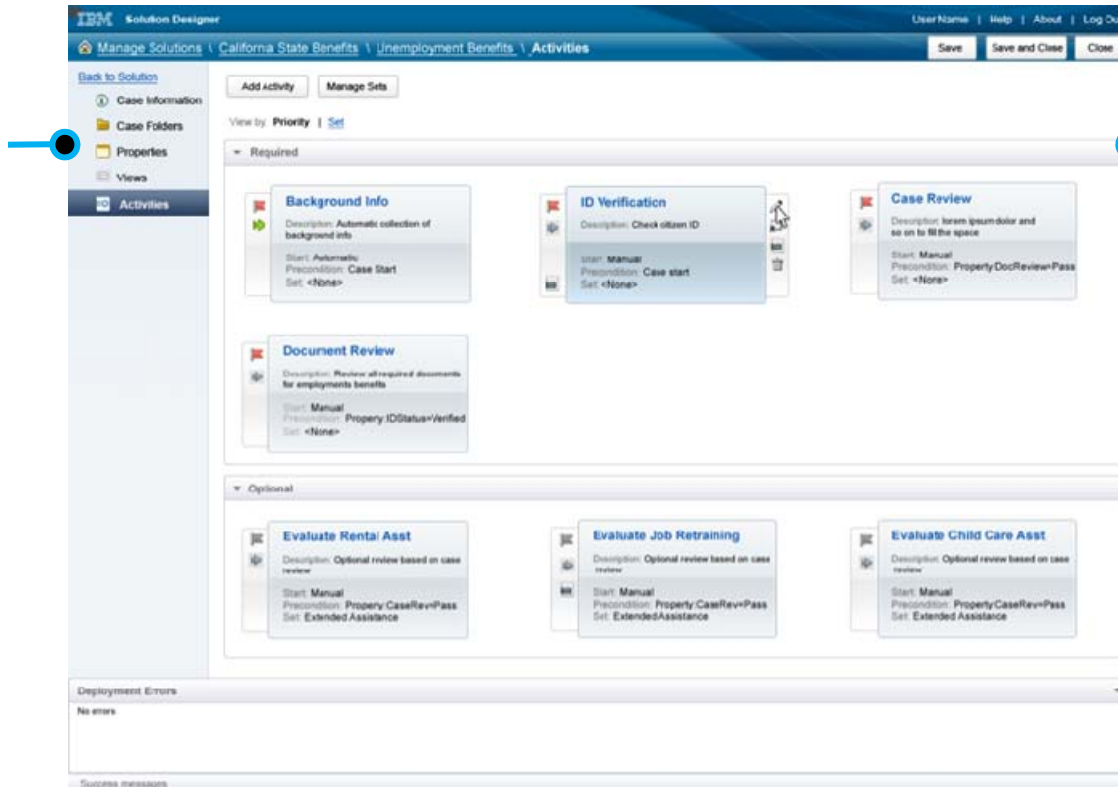 IBM Solution Designer
UserName | Help | About | Log Ou
Manage Solutions \ Californa State Benefits \ Unemployment Benefits \ Activities
Save Save and Close Close
Back to Solution
Case Information
Case Folders
Properties
Views
Activities
Add Activity Manage Sets
View by: Priority | Set
Required
Background Info
Description: Automatic collection of
background info
Start: Automatic
Precondition: Case Start
Set: <None>
ID Verification
Description: Check citizen ID
Start: Manual
Precondition: Case start
Set: <None>
Case Review
Description: lorem ipsum dolor and
so on to fill the space
Start: Manual
Precondition: Property:DocReview=Pass
Set: <None>
Document Review
Description: Review all required documents
for employments benefits
Start: Manual
Precondition: Propery:IDStatus=Verified
Set: <None>
Optional
Evaluate Rental Asst
Description: Optional review based on case
review
Start: Manual
Precondition: Propery:CaseRev=Pass
Set: Extended Assistance
Evaluate Job Retraining
Description: Optional review based on case
review
Start: Manual
Precondition: Property:CaseRev=Pass
Set: ExtendedAssistance
Evaluate Child Care Asst
Description: Optional review based on case
review
Start: Manual
Precondition: Property:CaseRev=Pass
Set: Extended Assistance
Deployment Errors
No errors
Success messages